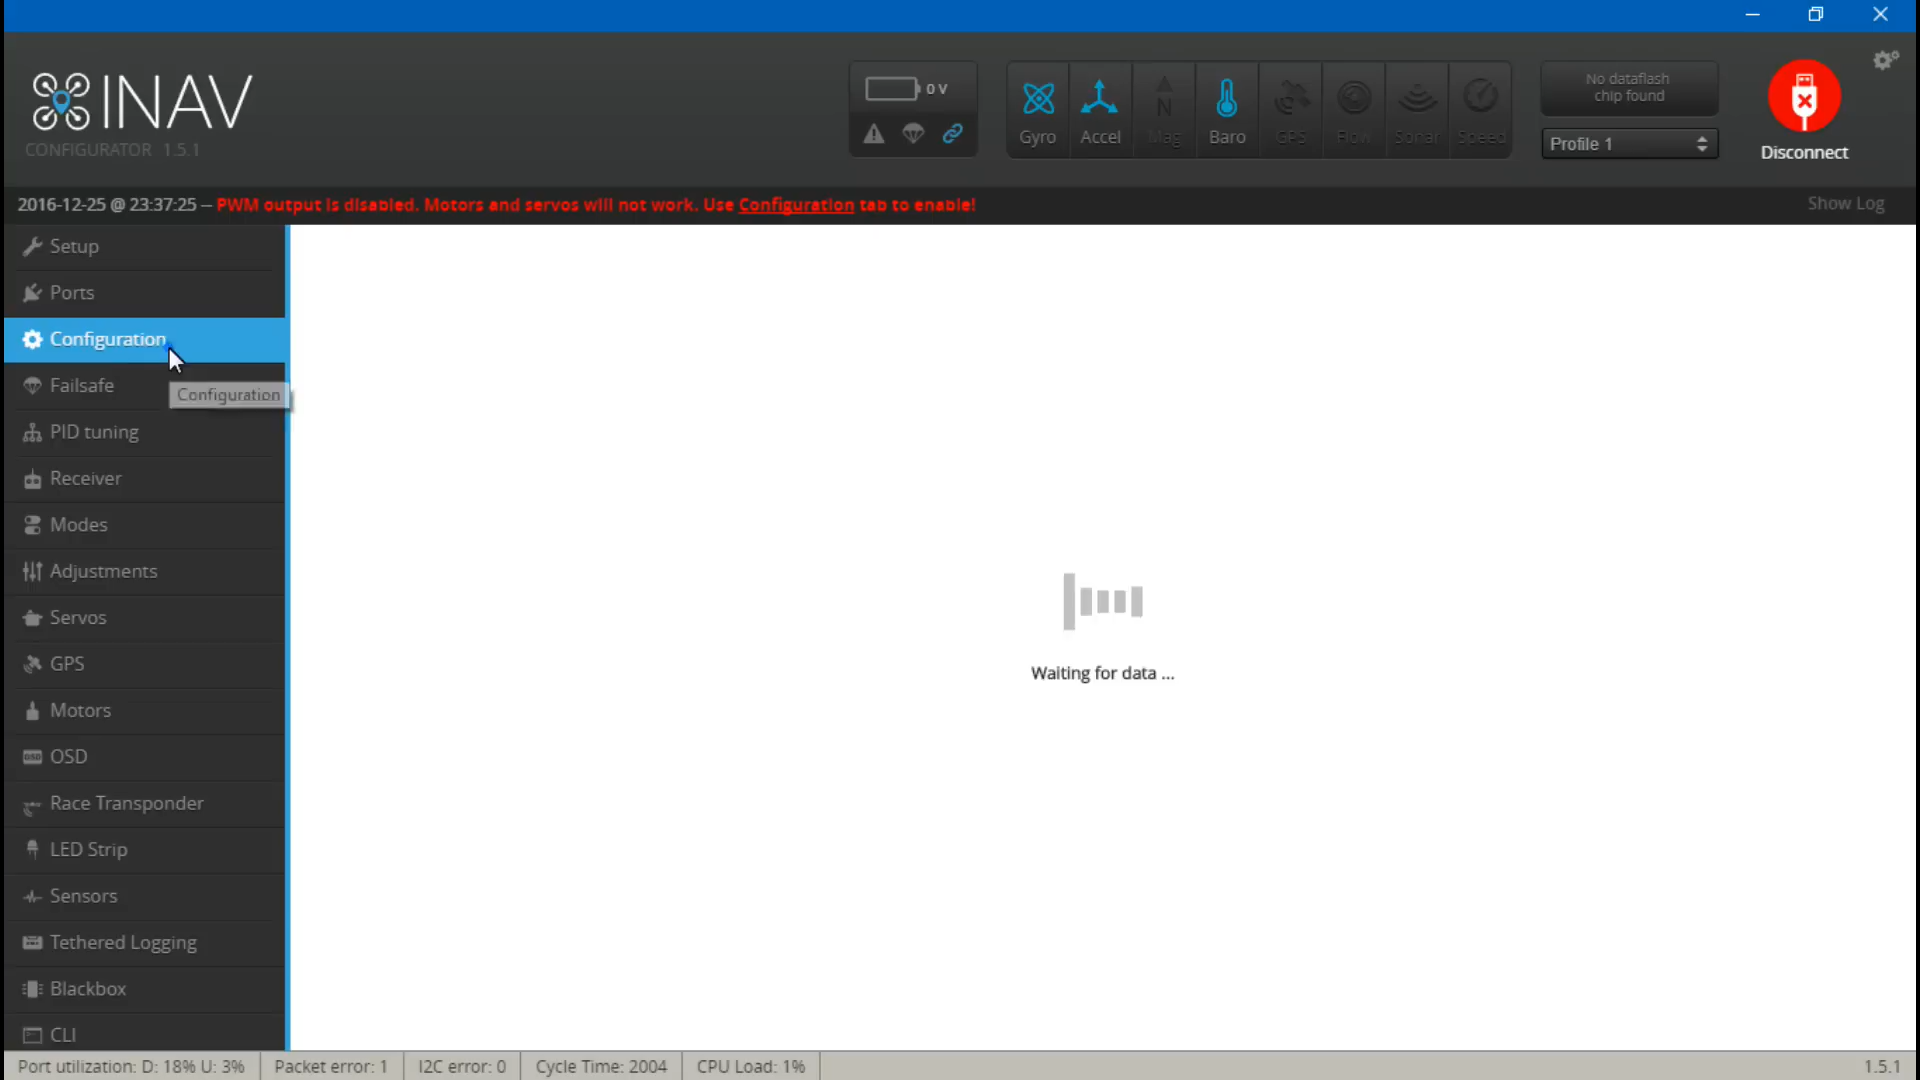 INAV
CONFIGURATOR 1.5.1
0 V
Gyro
Accel
N
Mag
Baro
GPS
Flow
Sonar
Speed
No dataflash
chip found
Profile 1
Disconnect
2016-12-25 @ 23:37:25 -- PWM output is disabled. Motors and servos will not work. Use Configuration tab to enable!
Show Log
Setup
Ports
Configuration
Failsafe
Configuration
PID tuning
Receiver
Modes
Adjustments
Servos
GPS
Motors
OSD
OSD
Race Transponder
LED Strip
Sensors
Tethered Logging
Blackbox
CLI
Waiting for data ...
Port utilization: D: 18% U: 3%
Packet error: 1
I2C error: 0
Cycle Time: 2004
CPU Load: 1%
1.5.1